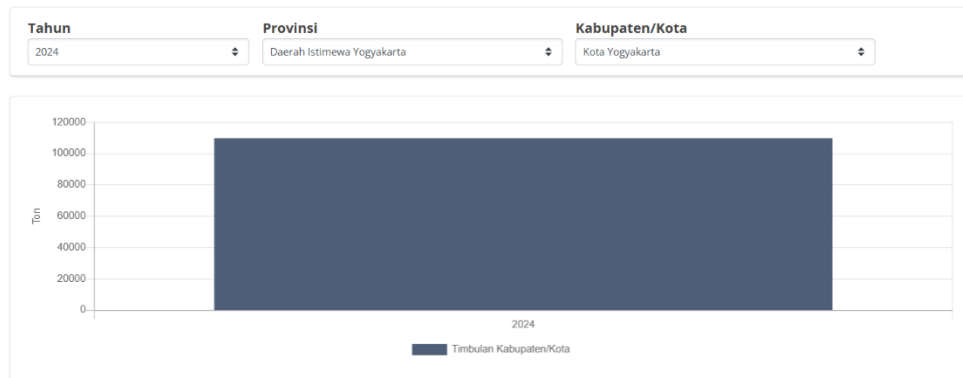 Tahun Provinsi Kabupaten/Kota
2024 Daerah Istimewa Yogyakarta Kota Yogyakarta
120000
100000
80000
60000
40000
20000
0
Ton
2024
Timbulan Kabupaten/Kota